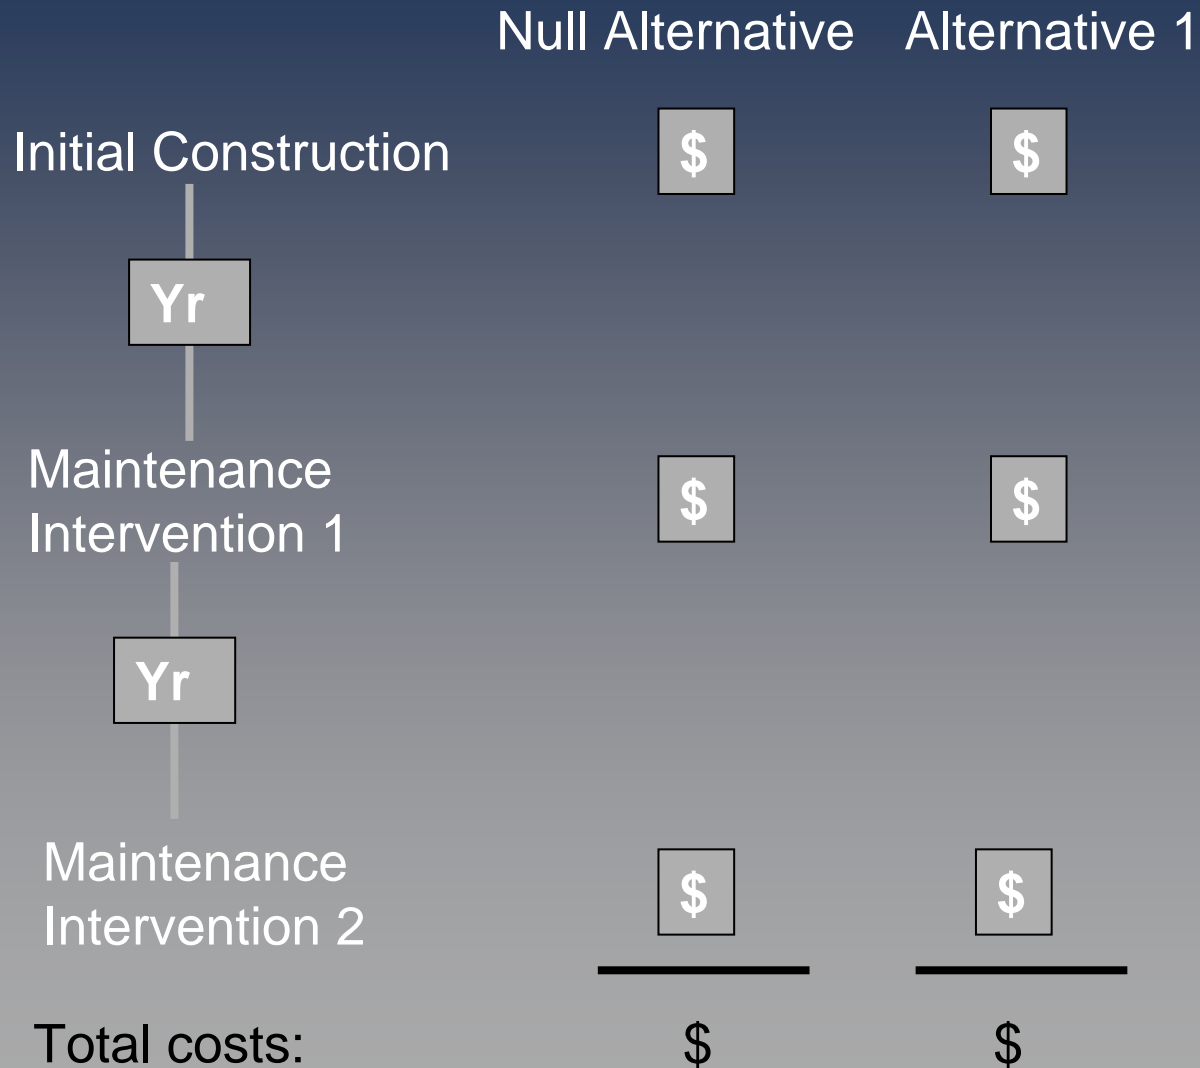 Null Alternative Alternative 1
Initial Construction $ $
Yr
Maintenance
Intervention 1 $ $
Yr
Maintenance
Intervention 2 $ $
Total costs: $ $